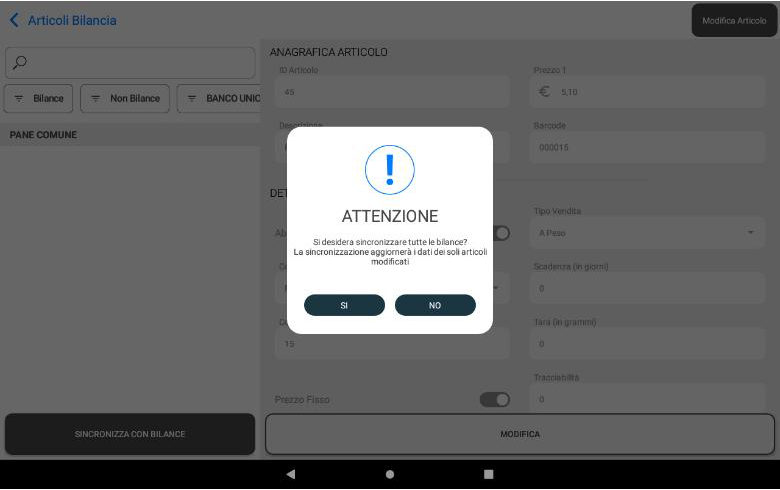 Articoli Bilancia
Modifica Articolo
ANAGRAFICA ARTICOLO
ID Articolo
Prezzo 1
45
€ 5,10
Bilance
Non Bilance
BANCO UNIC
Descrizione
Barcode
PANE COMUNE
000015
!
ATTENZIONE
Si desidera sincronizzare tutte le bilance?
La sincronizzazione aggiornerà i dati dei soli articoli
modificati
SI
NO
DET
Tipo Vendita
A Peso
Scadenza (in giorni)
0
Tara (in grammi)
15
0
Tracciabilità
Prezzo Fisso
0
SINCRONIZZA CON BILANCE
MODIFICA